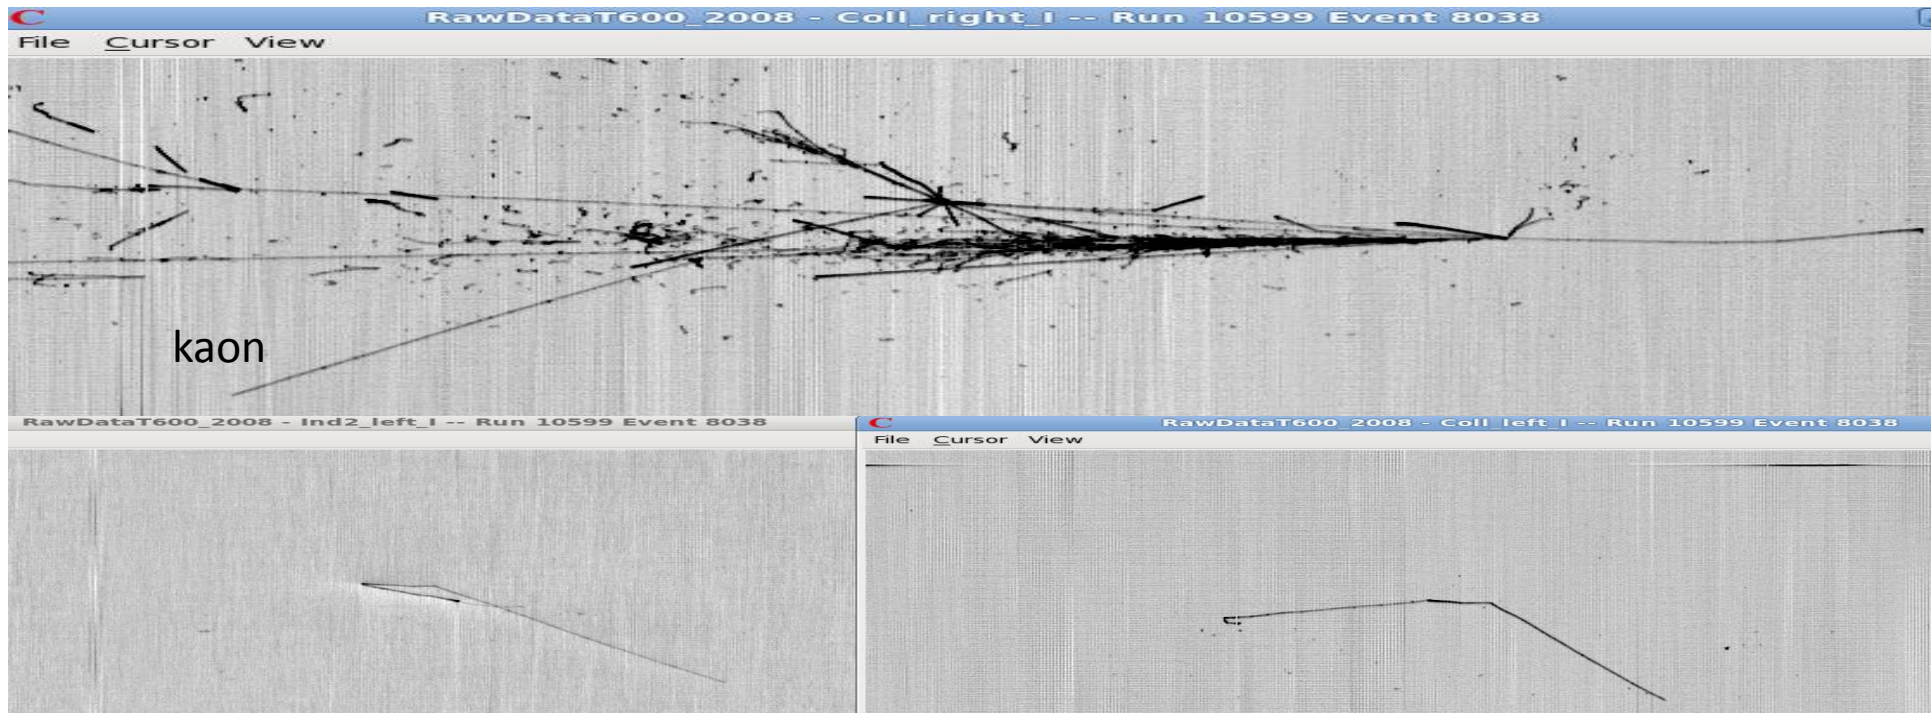 C RawDataT600_2008 - Coll_right_I -- Run 10599 Event 8038
File Cursor View
kaon
RawDataT600_2008 - Ind2_left_I -- Run 10599 Event 8038
C RawDataT600_2008 - Coll_left_I -- Run 10599 Event 8038
File Cursor View